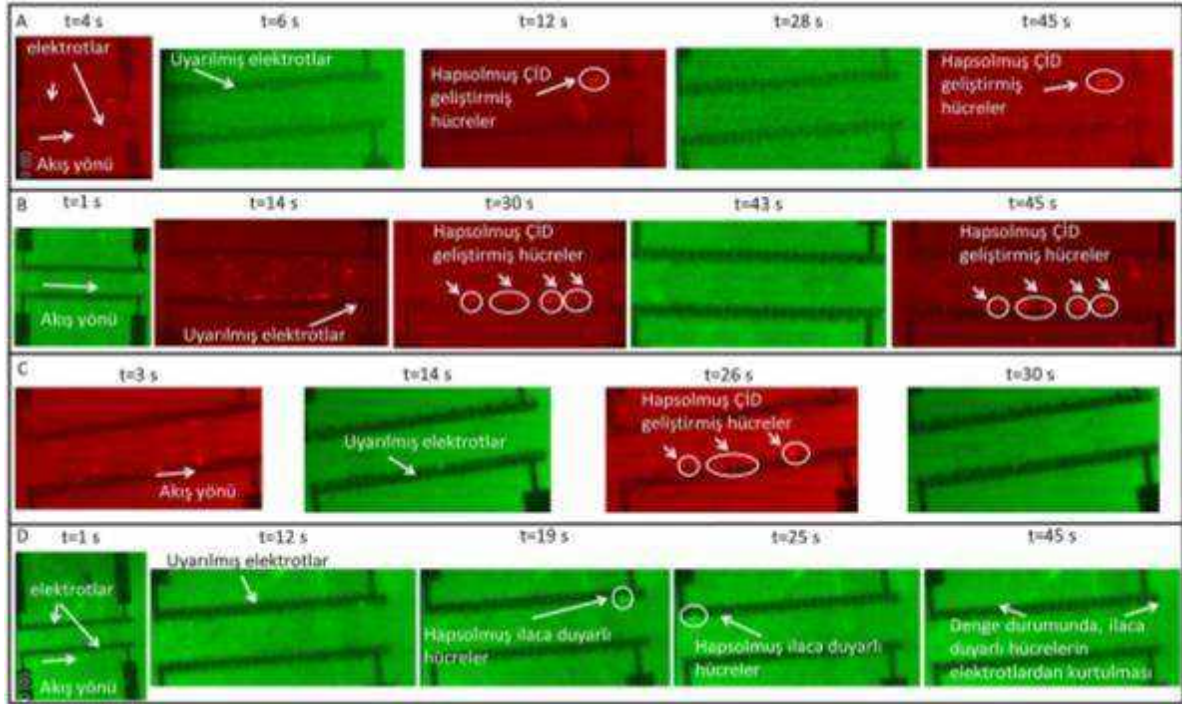 A
t=4 s
t=6 s
t=12 s
t=28 s
t=45 s
elektrotlar
Akış yönü
Uyarılmış elektrotlar
Hapsolmuş ÇİD
geliştirmiş
hücreler
Hapsolmuş ÇİD
geliştirmiş
hücreler
B
t=1 s
t=14 s
t=30 s
t=43 s
t=45 s
Akış yönü
Uyarılmış elektrotlar
Hapsolmuş ÇİD
geliştirmiş hücreler
Hapsolmuş ÇİD
geliştirmiş hücreler
C
t=3 s
t=14 s
t=26 s
t=30 s
Akış yönü
Uyarılmış elektrotlar
Hapsolmuş ÇİD
geliştirmiş hücreler
D
t=1 s
t=12 s
t=19 s
t=25 s
t=45 s
elektrotlar
Akış yönü
Uyarılmış elektrotlar
Hapsolmuş ilaca duyarlı
hücreler
Hapsolmuş ilaca duyarlı
hücreler
Denge durumunda, ilaca
duyarlı hücrelerin
elektrotlardan kurtulması